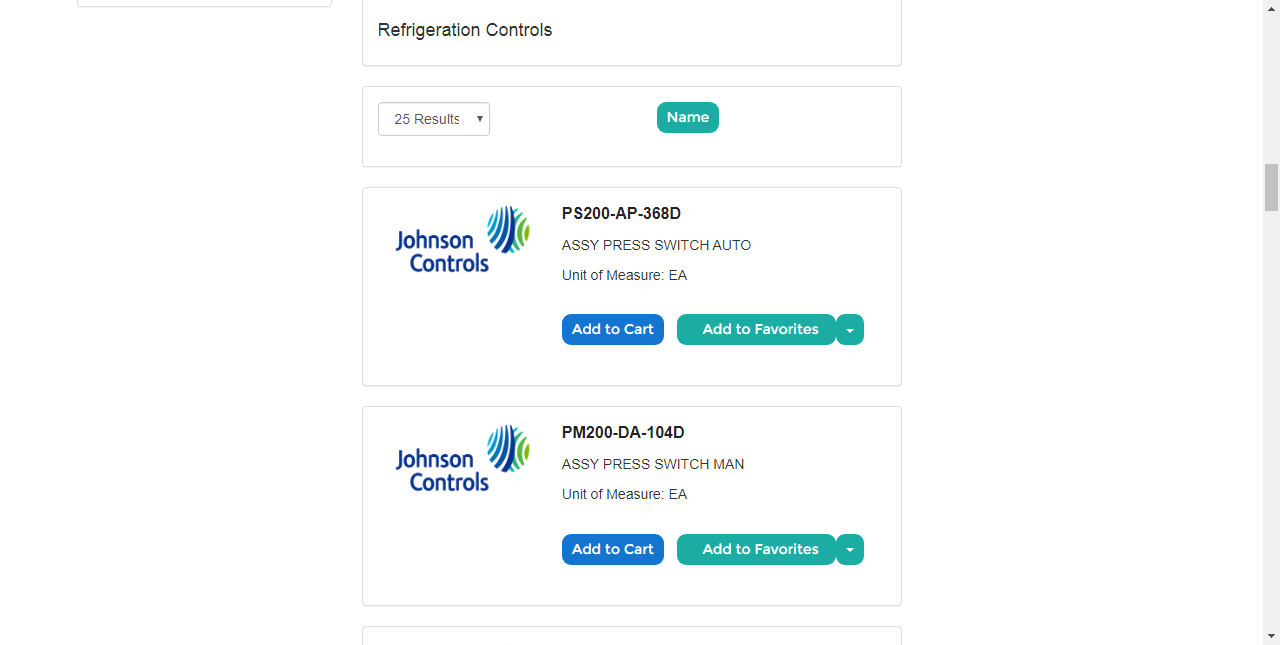 Refrigeration Controls
25 Results
Name
Johnson
Controls
PS200-AP-368D
ASSY PRESS SWITCH AUTO
Unit of Measure: EA
Add to Cart
Add to Favorites
Johnson
Controls
PM200-DA-104D
ASSY PRESS SWITCH MAN
Unit of Measure: EA
Add to Cart
Add to Favorites